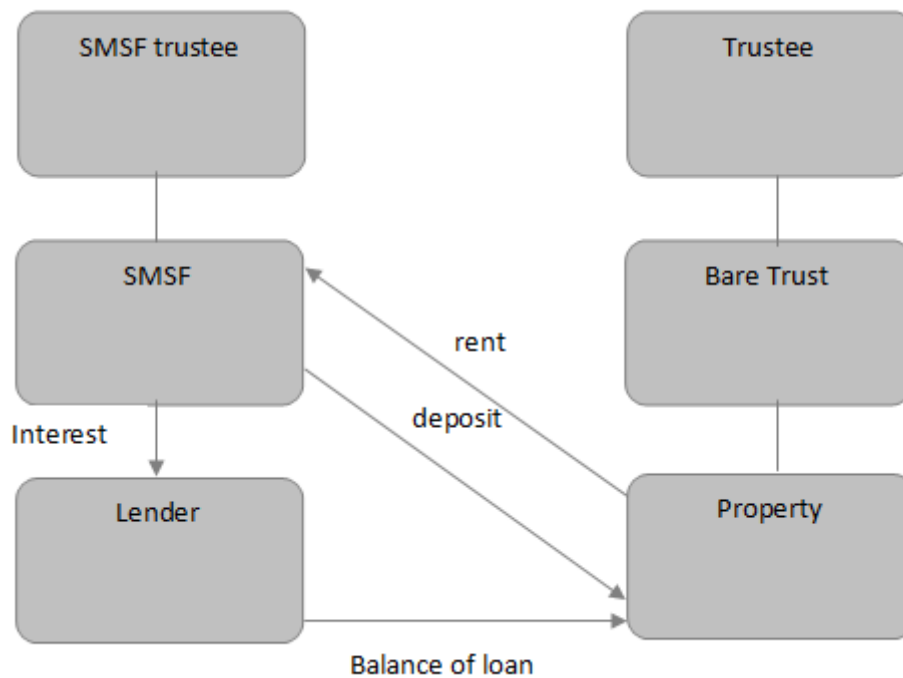 SMSF trustee
Trustee
SMSF
Bare Trust
rent
deposit
Interest
Lender
Property
Balance of loan